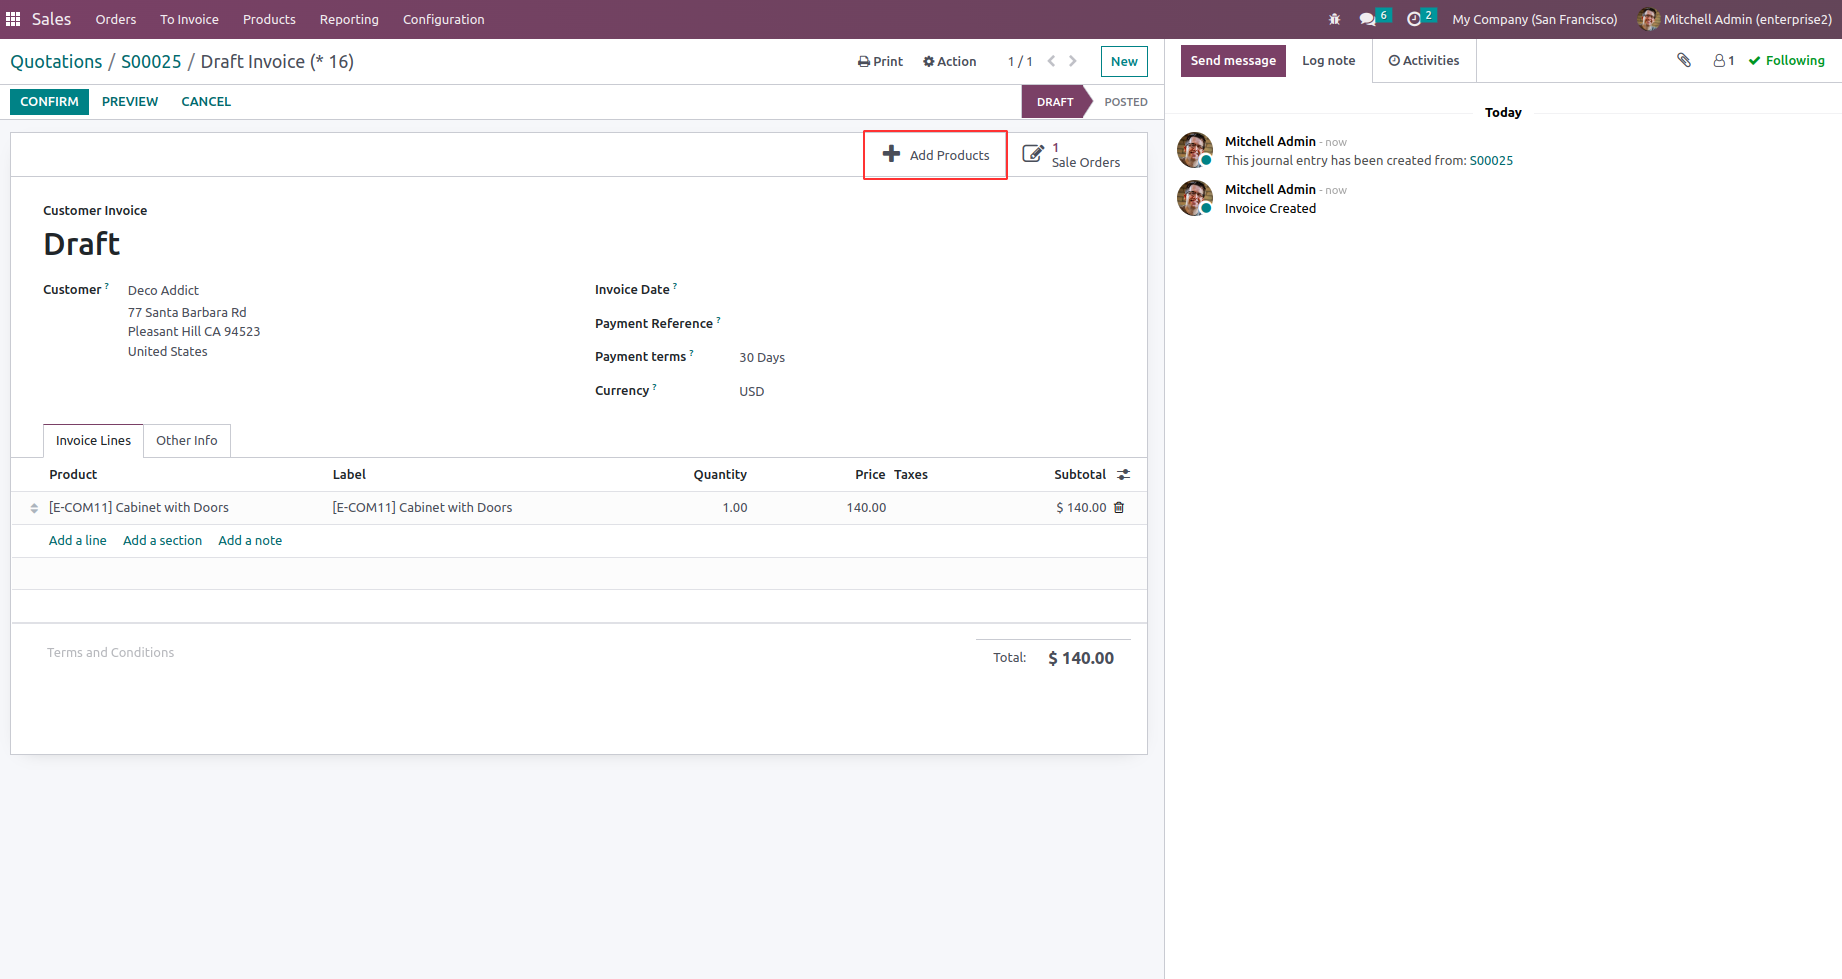 Sales Orders To Invoice Products Reporting Configuration 6 2 My Company (San Francisco) Mitchell Admin (enterprise2)
Quotations / S00025 / Draft Invoice (* 16) Print Action 1 / 1 New
CONFIRM PREVIEW CANCEL DRAFT POSTED
Add Products 1 Sale Orders
Customer Invoice
Draft
Customer ? Deco Addict
77 Santa Barbara Rd
Pleasant Hill CA 94523
United States
Invoice Date ?
Payment Reference ?
Payment terms ? 30 Days
Currency ? USD
Invoice Lines Other Info
Product Label Quantity Price Taxes Subtotal
[E-COM11] Cabinet with Doors [E-COM11] Cabinet with Doors 1.00 140.00 $ 140.00
Add a line Add a section Add a note
Terms and Conditions
Total: $ 140.00
Send message Log note Activities 1 Following
Today
Mitchell Admin - now
This journal entry has been created from: S00025
Mitchell Admin - now
Invoice Created